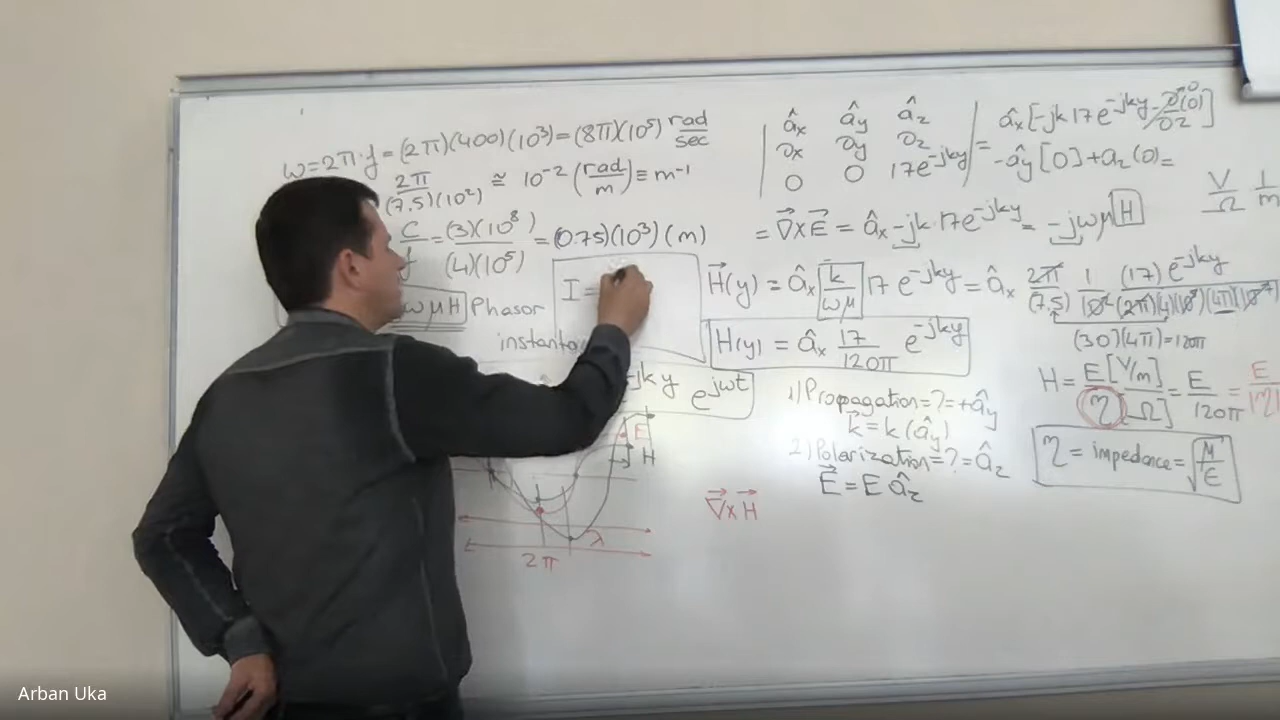 ω=2π·f=(2π)(400)(10³)=(8π)(10⁵) rad/sec
2π/(7.5)(10²) ≅ 10⁻² (rad/m) ≡ m⁻¹
c/f = (3)(10⁸)/(4)(10⁵) = (0.75)(10³)(m)
ωμH Phasor
I =
e^jωt
E
H
λ
2π
âx ây âz
∂x ∂y ∂z
0 0 17e^-jky
= âx[-jk17e^-jky - ∂(0)/∂z]
-ây[0]+az(0)=
= ∇×E = âx -jk·17e^-jky = -jωμH
V/Ω 1/m
H(y) = âx k/ωμ 17 e^-jky = âx 2π/(7.5) 1/10² (17)e^-jky/(2π)(4)(10⁵)(4π)(10⁻⁷)
(30)(4π)=120π
H(y) = âx 17/120π e^-jky
H = E[V/m]/η[Ω] = E/120π = E/|η|
1) Propagation=?=+ây
k=k(ây)
2) Polarization=?=âz
E=Eâz
η = impedance = √μ/ε
∇×H
Arban Uka